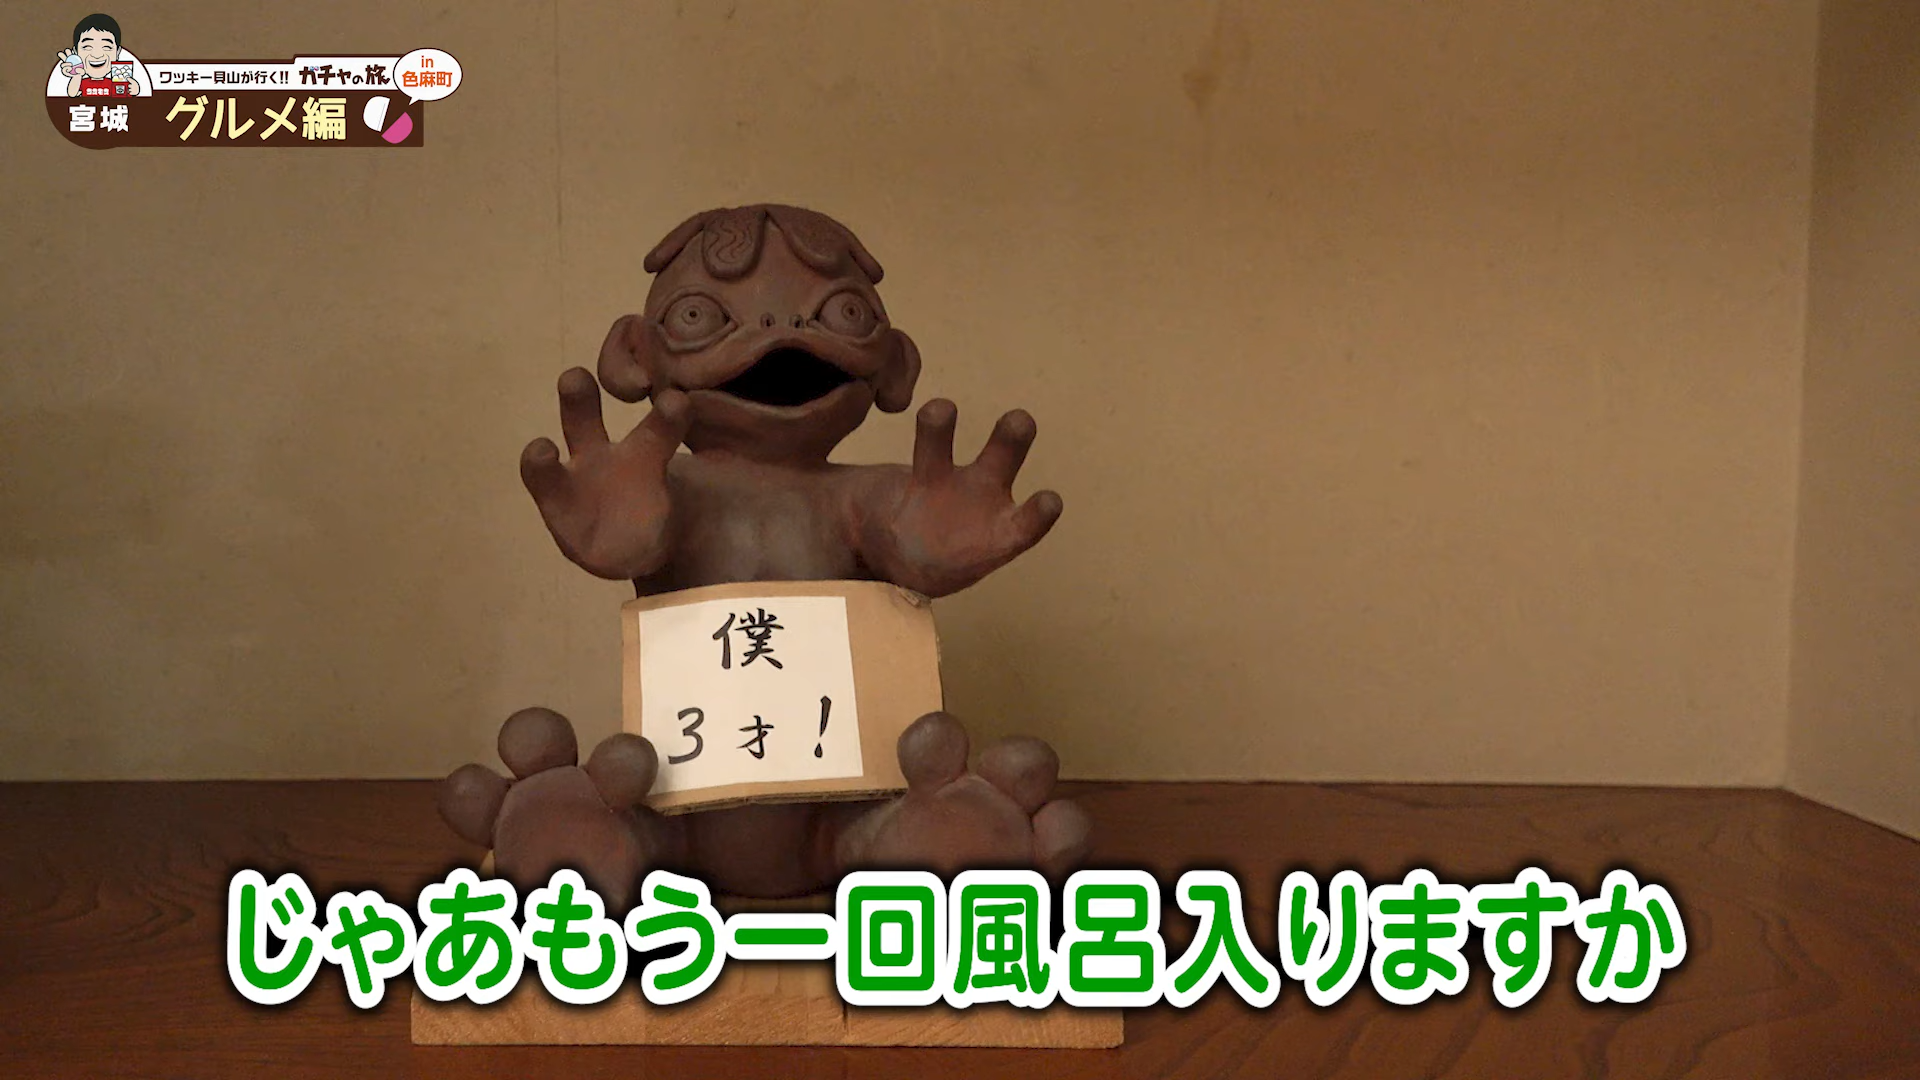 ワッキー貝山が行く!! ガチャの旅
in
色麻町
宮城 グルメ編
僕
3才!
じゃあもう一回風呂入りますか